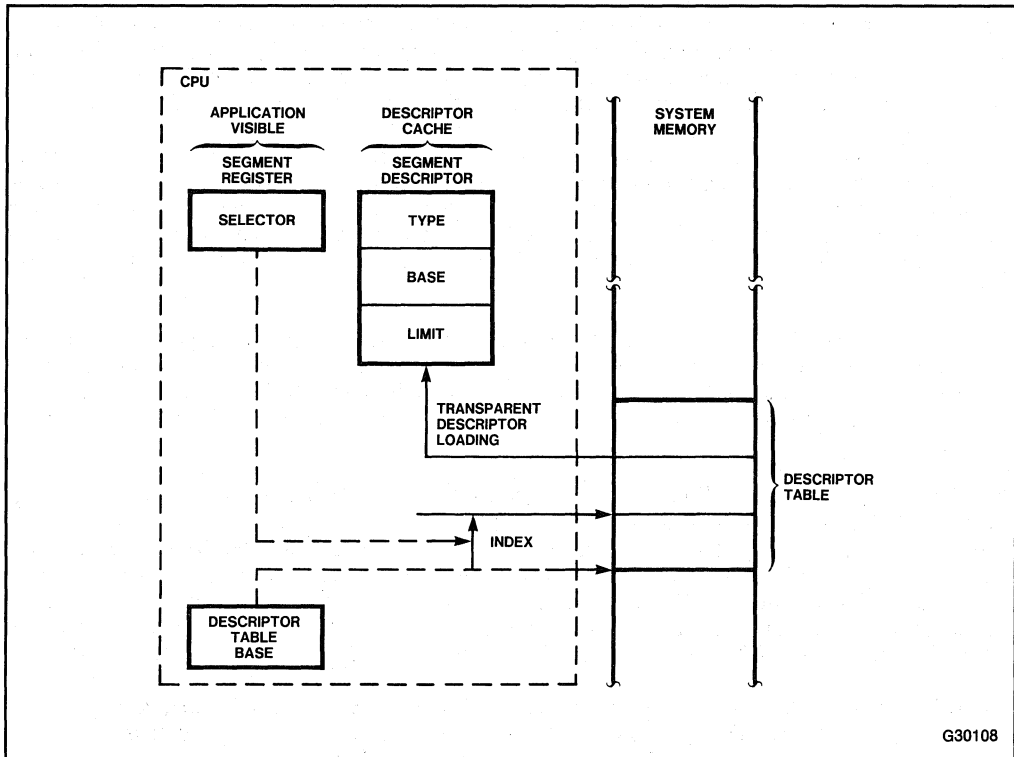 CPU
APPLICATION
VISIBLE
SEGMENT
REGISTER
SELECTOR
DESCRIPTOR
CACHE
SEGMENT
DESCRIPTOR
TYPE
BASE
LIMIT
SYSTEM
MEMORY
TRANSPARENT
DESCRIPTOR
LOADING
DESCRIPTOR
TABLE
INDEX
DESCRIPTOR
TABLE
BASE
G30108